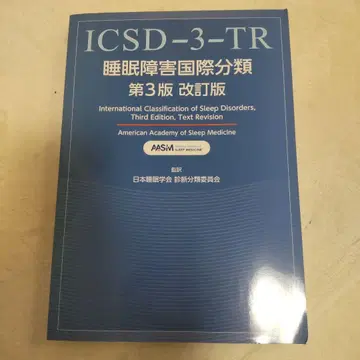 ICSD-3-TR
睡眠障害国際分類
第3版 改訂版
International Classification of Sleep Disorders,
Third Edition, Text Revision
American Academy of Sleep Medicine
AASM
SLEEP MEDICINE
監訳
日本睡眠学会 診断分類委員会